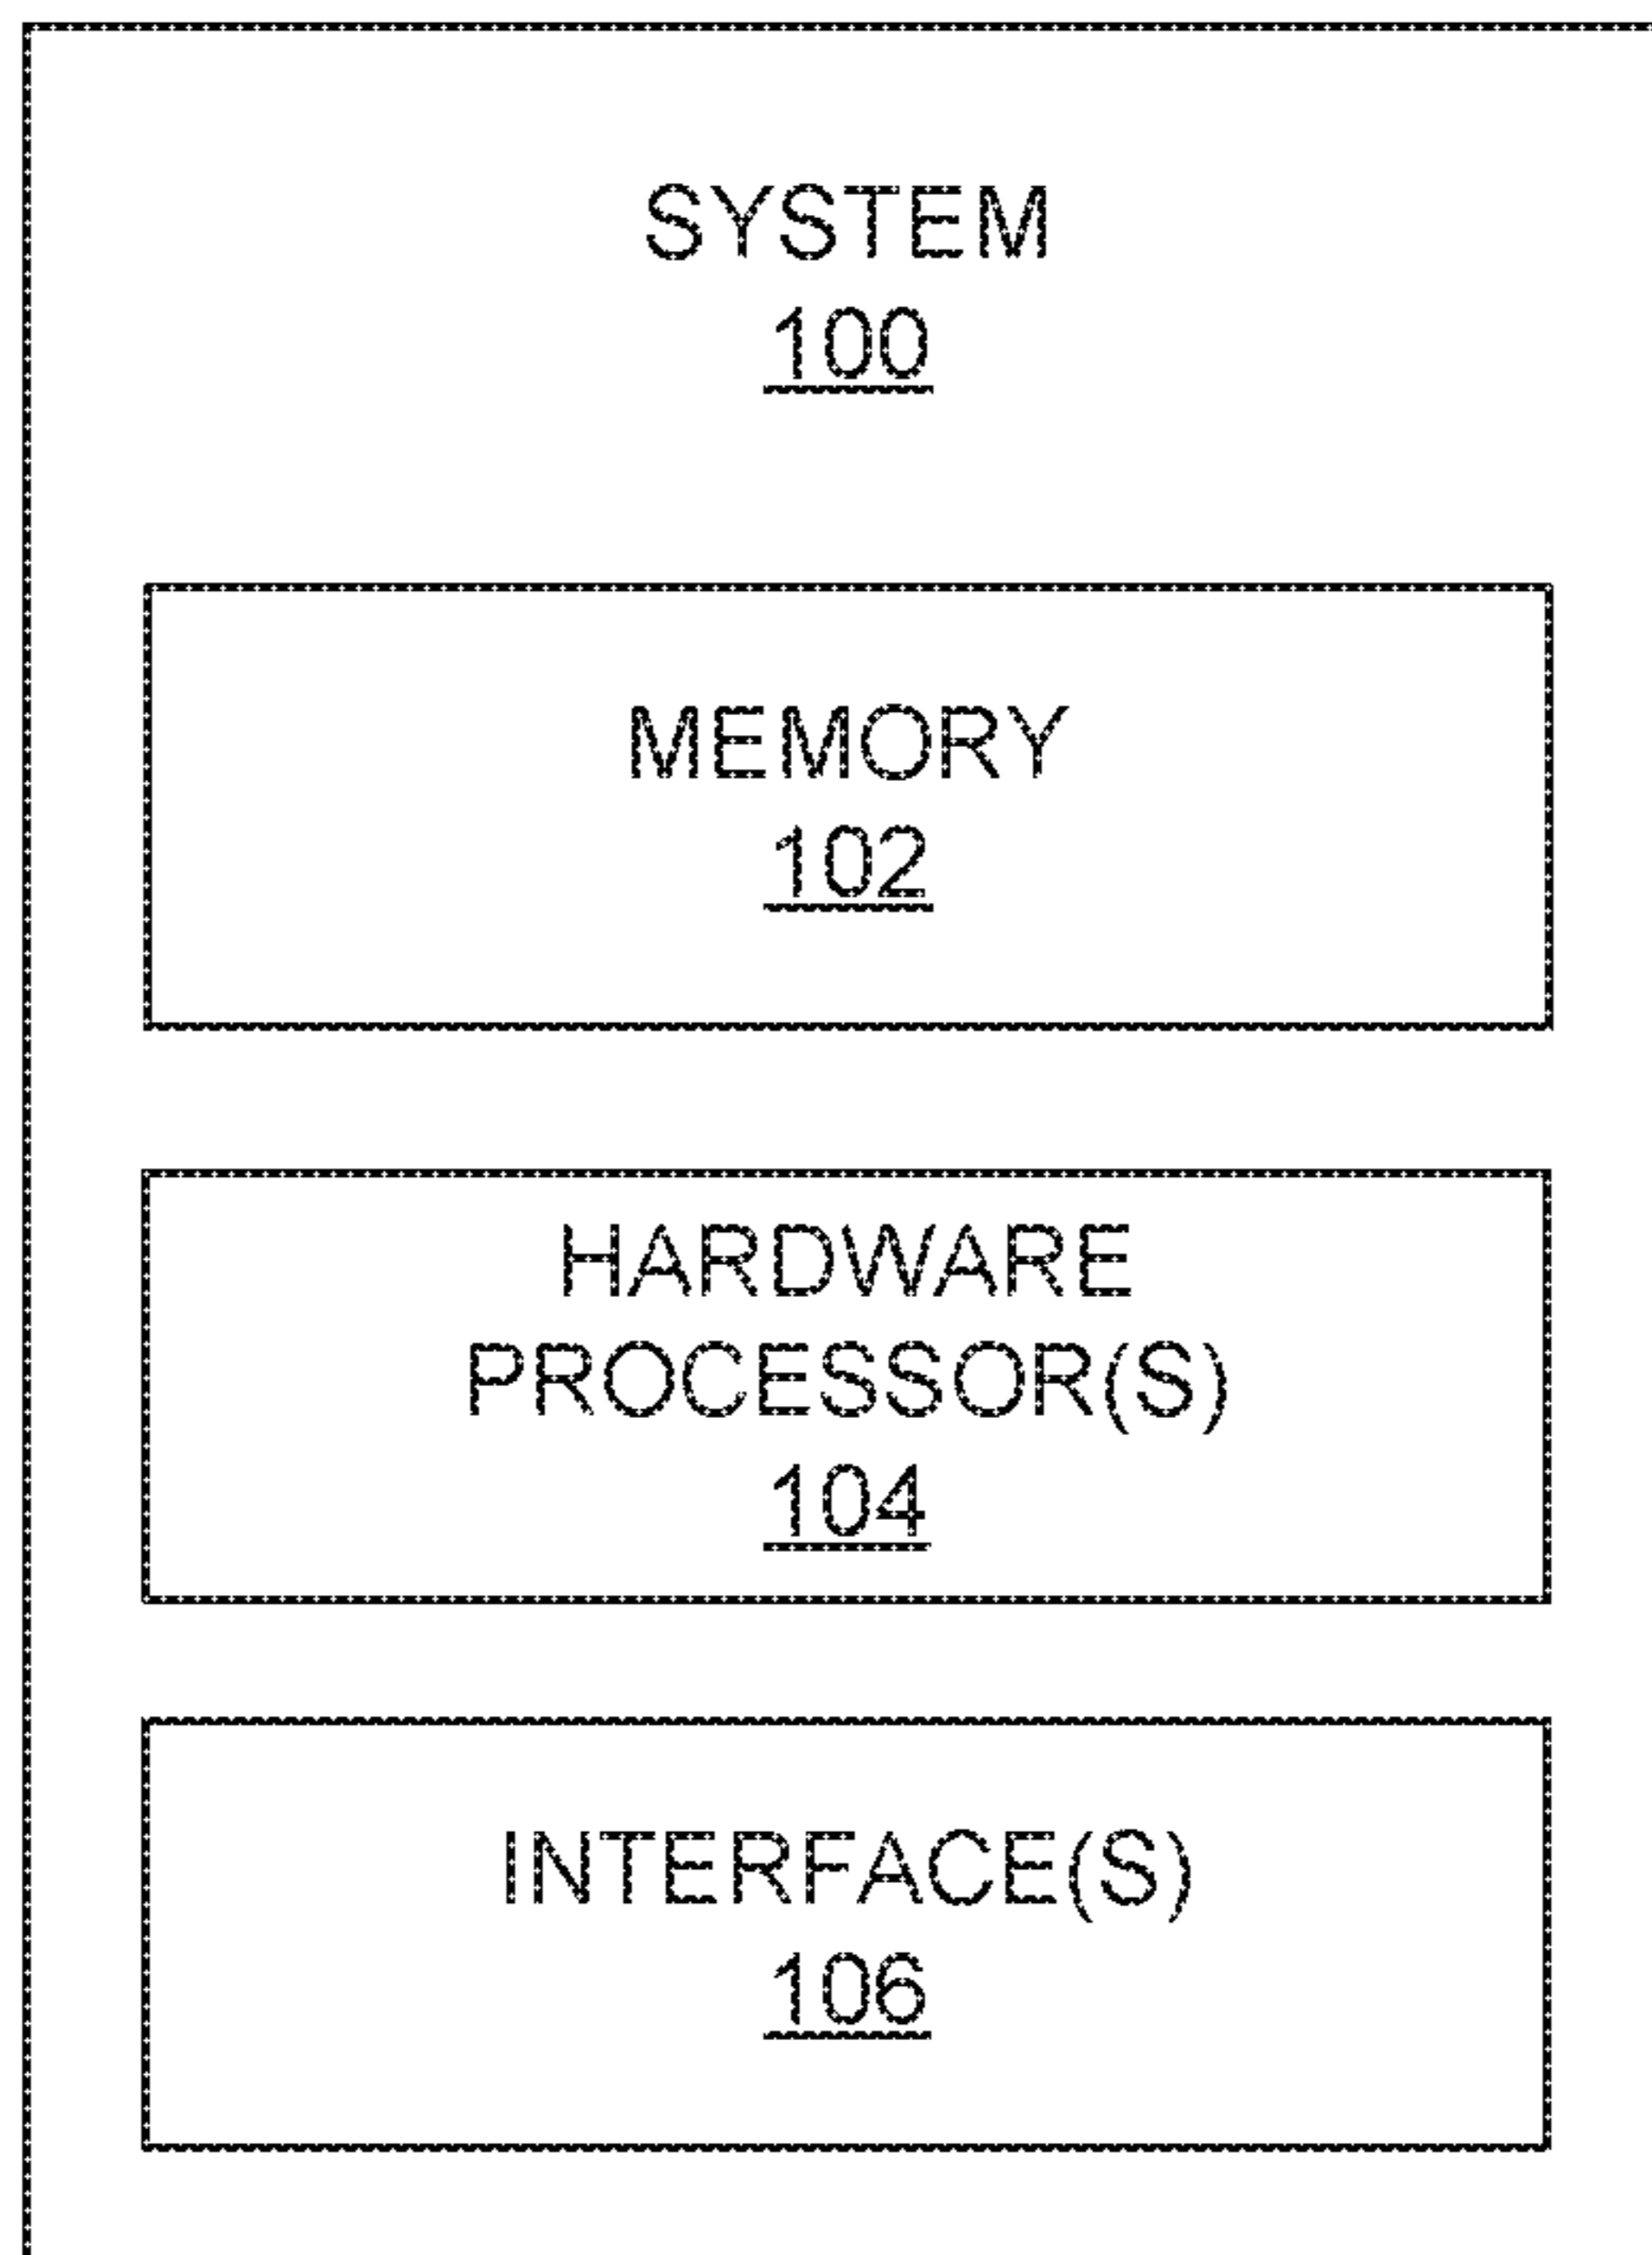 SYSTEM
100
MEMORY
102
HARDWARE
PROCESSOR(S)
104
INTERFACE(S)
106